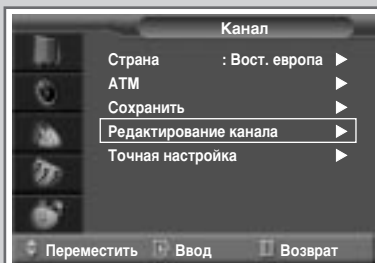 Канал
Страна : Вост. европа
АТМ
Сохранить
Редактирование канала
Точная настройка
Переместить Ввод Возврат